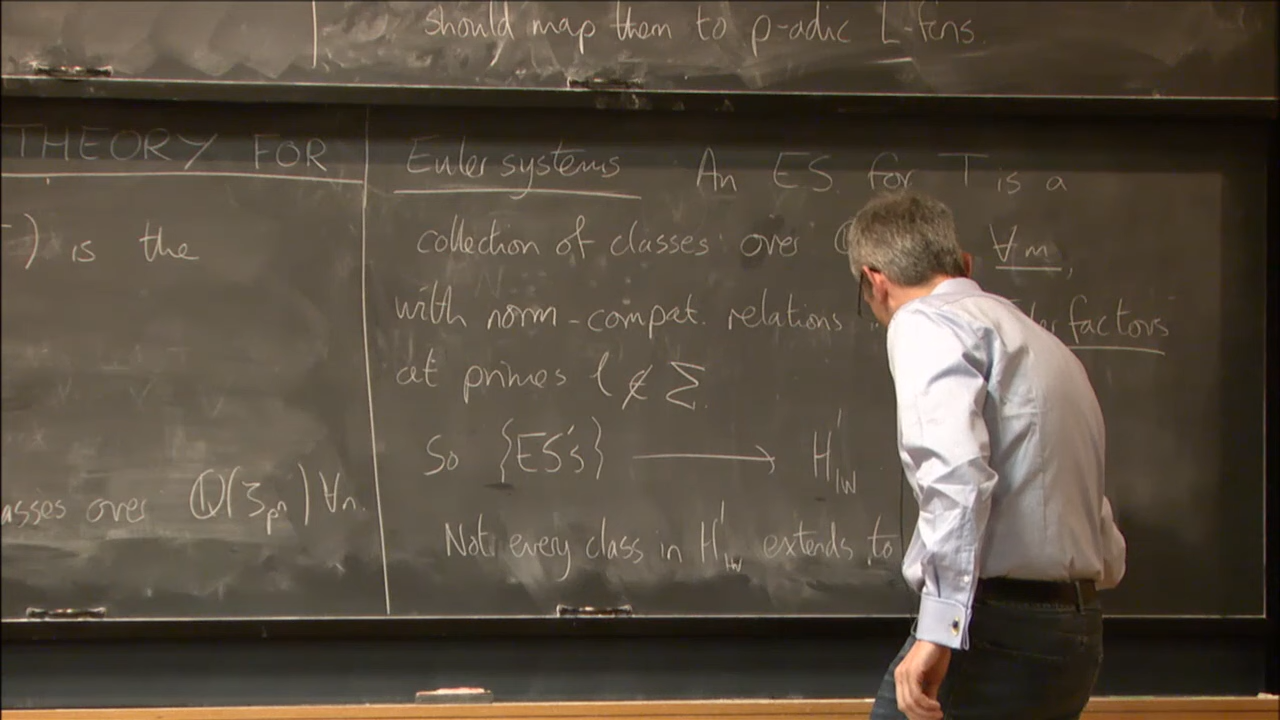 should map them to p-adic L-fcns.
THEORY FOR
) is the
asses over ℚ(ζ_pⁿ) ∀n.
Euler systems An ES. for T is a
collection of classes over ∀m,
with norm-compat. relations factors
at primes ℓ ∉ Σ.
So {ES's} ⟶ H¹_Iw
Not every class in H¹_Iw extends to